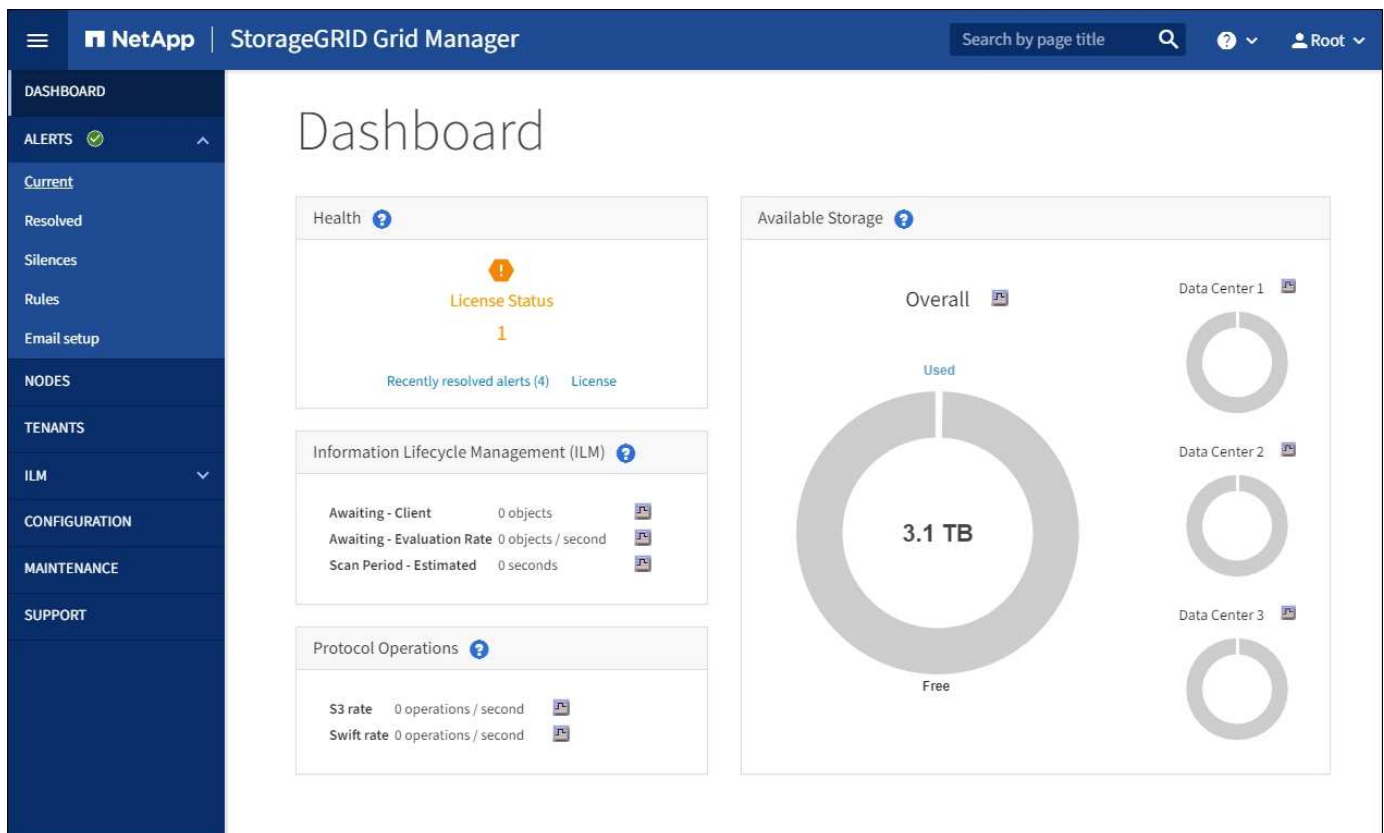 NetApp | StorageGRID Grid Manager
Search by page title
Root
DASHBOARD
ALERTS
Current
Resolved
Silences
Rules
Email setup
NODES
TENANTS
ILM
CONFIGURATION
MAINTENANCE
SUPPORT
Dashboard
Health
License Status
1
Recently resolved alerts (4) License
Information Lifecycle Management (ILM)
Awaiting - Client 0 objects
Awaiting - Evaluation Rate 0 objects / second
Scan Period - Estimated 0 seconds
Protocol Operations
S3 rate 0 operations / second
Swift rate 0 operations / second
Available Storage
Overall
Used
3.1 TB
Free
Data Center 1
Data Center 2
Data Center 3